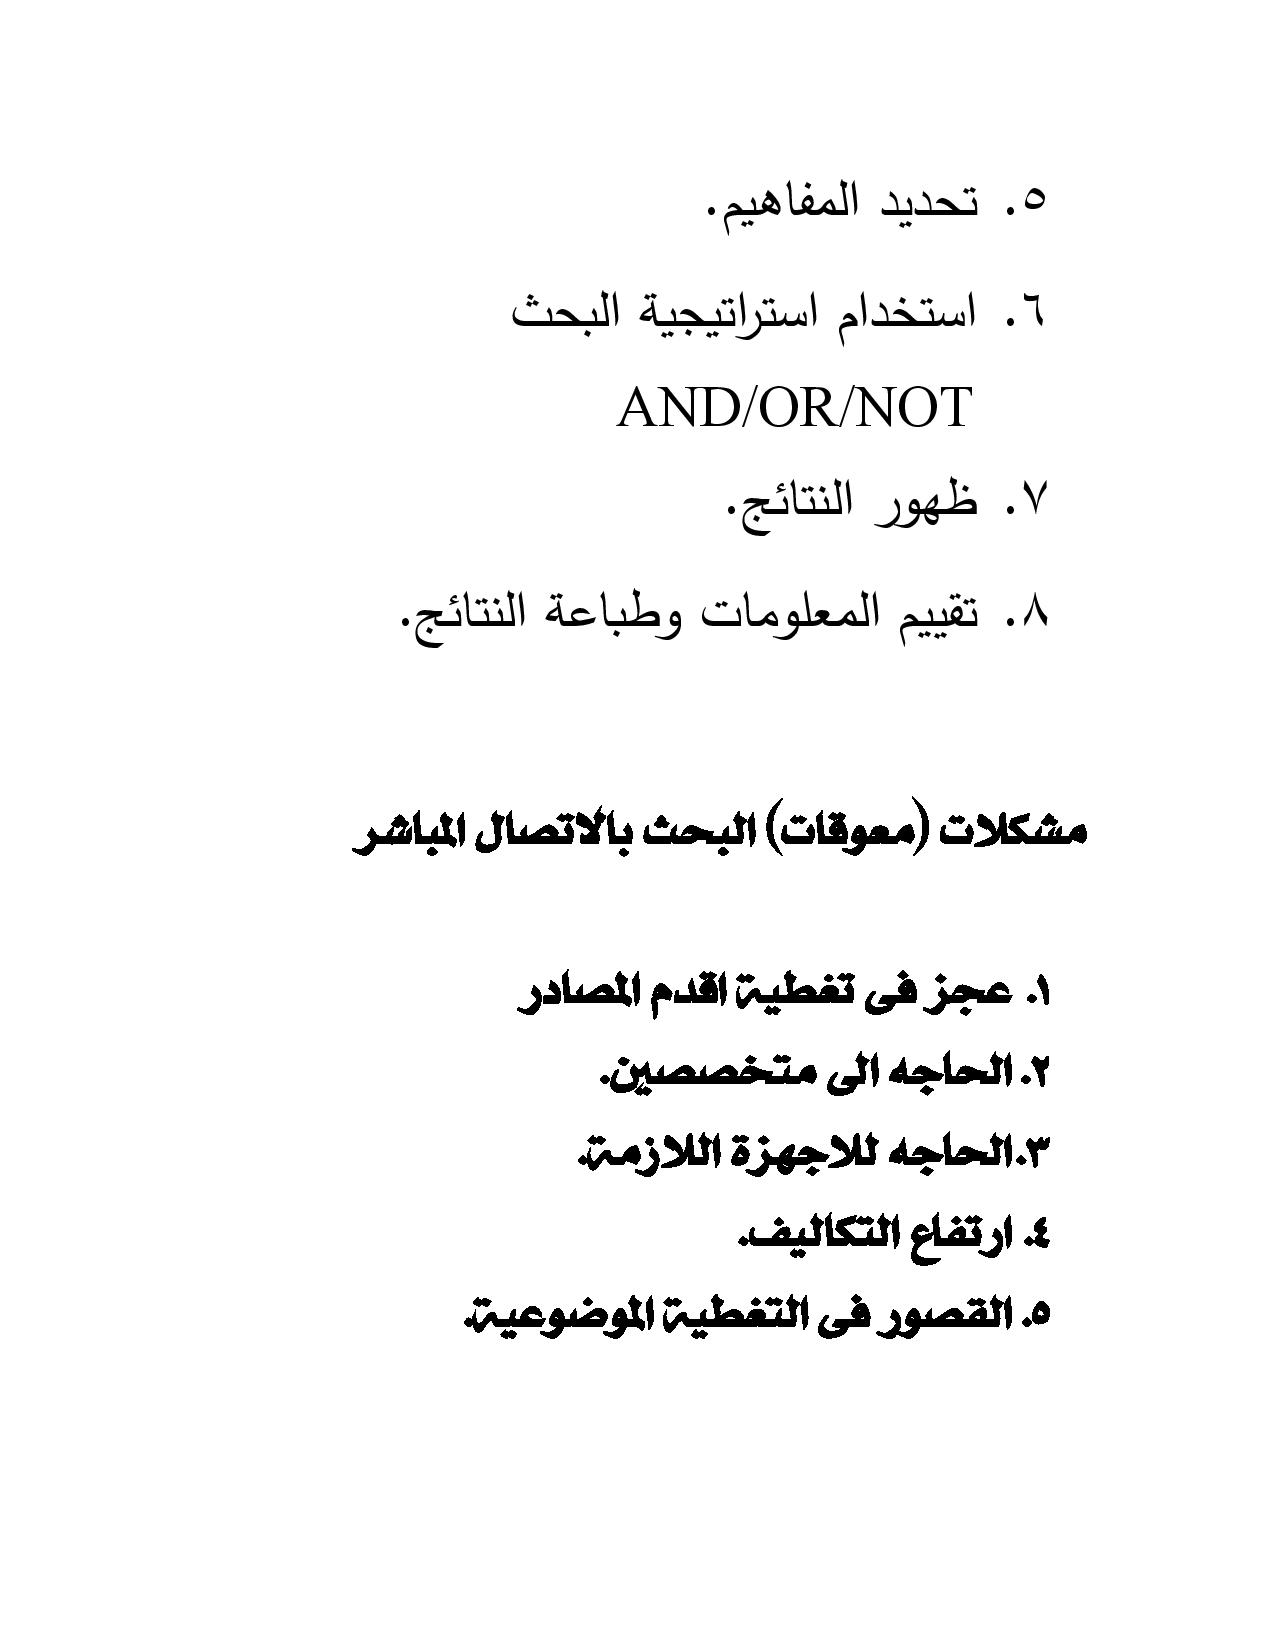 ٥. تحديد المفاهيم.
٦. استخدام استراتيجية البحث
AND/OR/NOT
٧. ظهور النتائج.
٨. تقييم المعلومات وطباعة النتائج.
مشكلات (معوقات) البحث بالاتصال المباشر
١. عجز فى تغطية اقدم المصادر
٢. الحاجه الى متخصصين.
٣.الحاجه للاجهزة اللازمة.
٤. ارتفاع التكاليف.
٥. القصور فى التغطية الموضوعية.